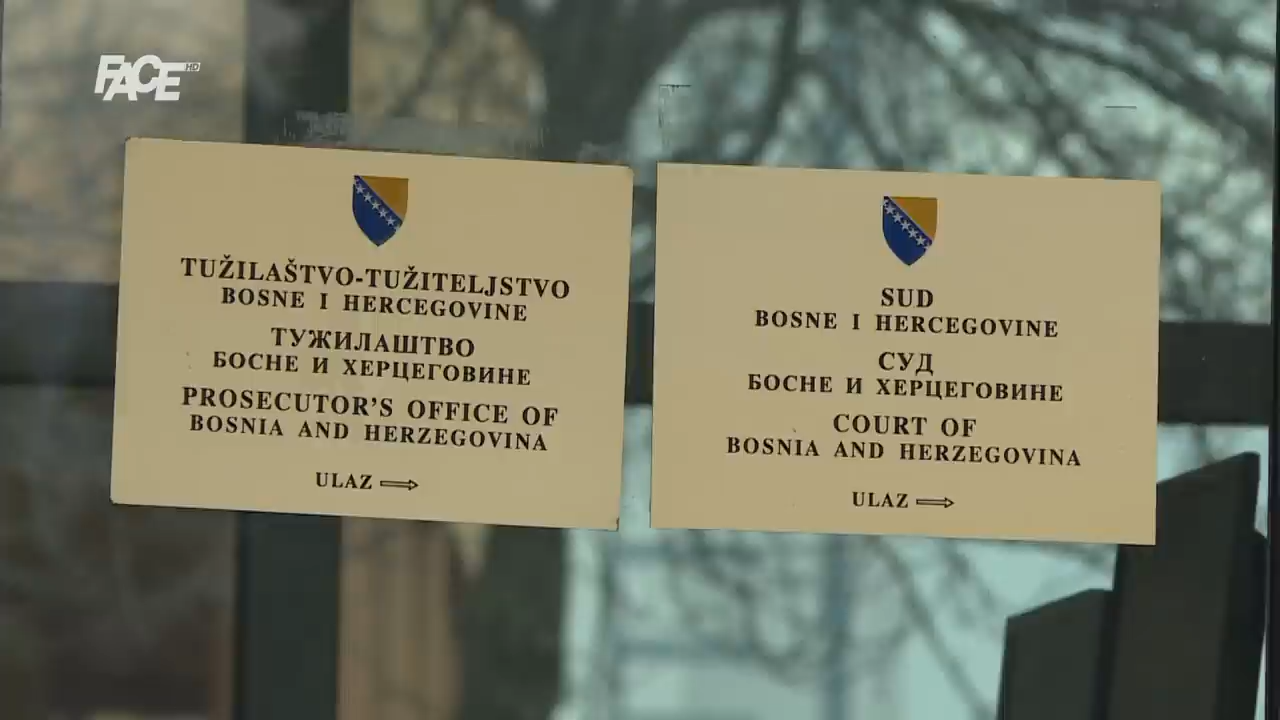 FACE HD
TUŽILAŠTVO-TUŽITELJSTVO
BOSNE I HERCEGOVINE
ТУЖИЛАШТВО
БОСНЕ И ХЕРЦЕГОВИНЕ
PROSECUTOR'S OFFICE OF
BOSNIA AND HERZEGOVINA
ULAZ
SUD
BOSNE I HERCEGOVINE
СУД
БОСНЕ И ХЕРЦЕГОВИНЕ
COURT OF
BOSNIA AND HERZEGOVINA
ULAZ